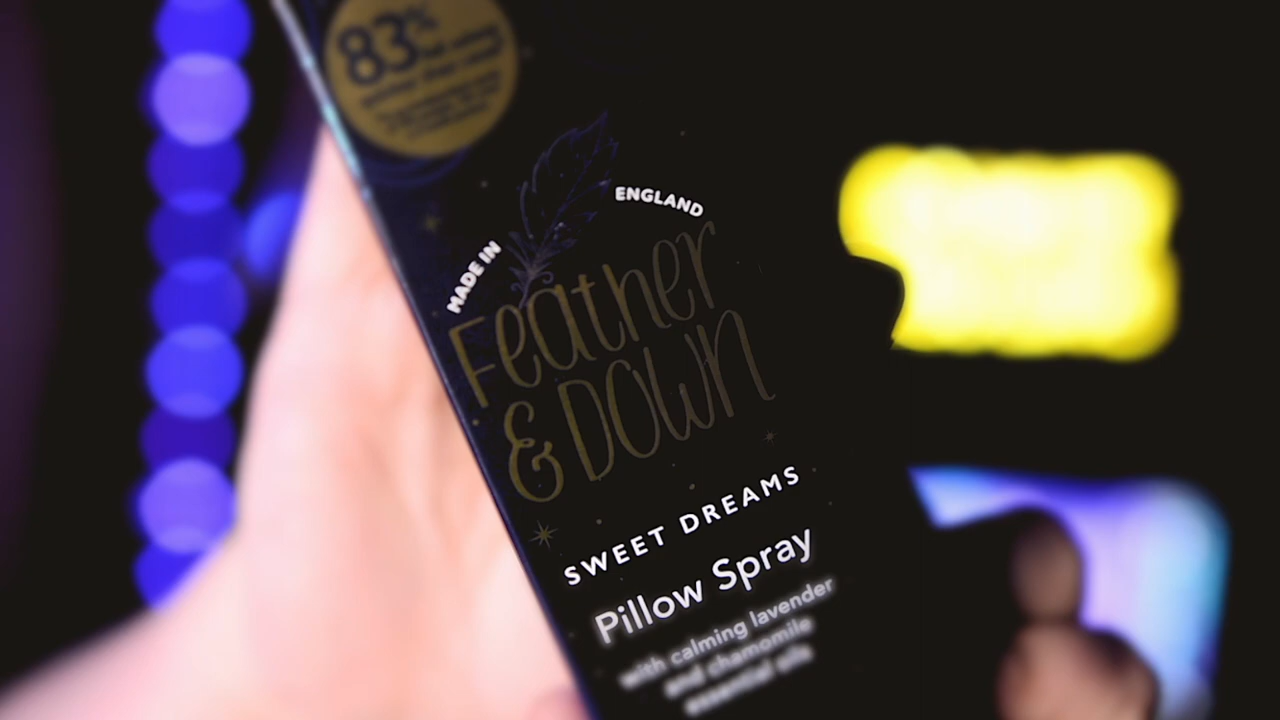 83%
MADE IN ENGLAND
Feather
& DOWN
SWEET DREAMS
Pillow Spray
with calming lavender
and chamomile
essential oils